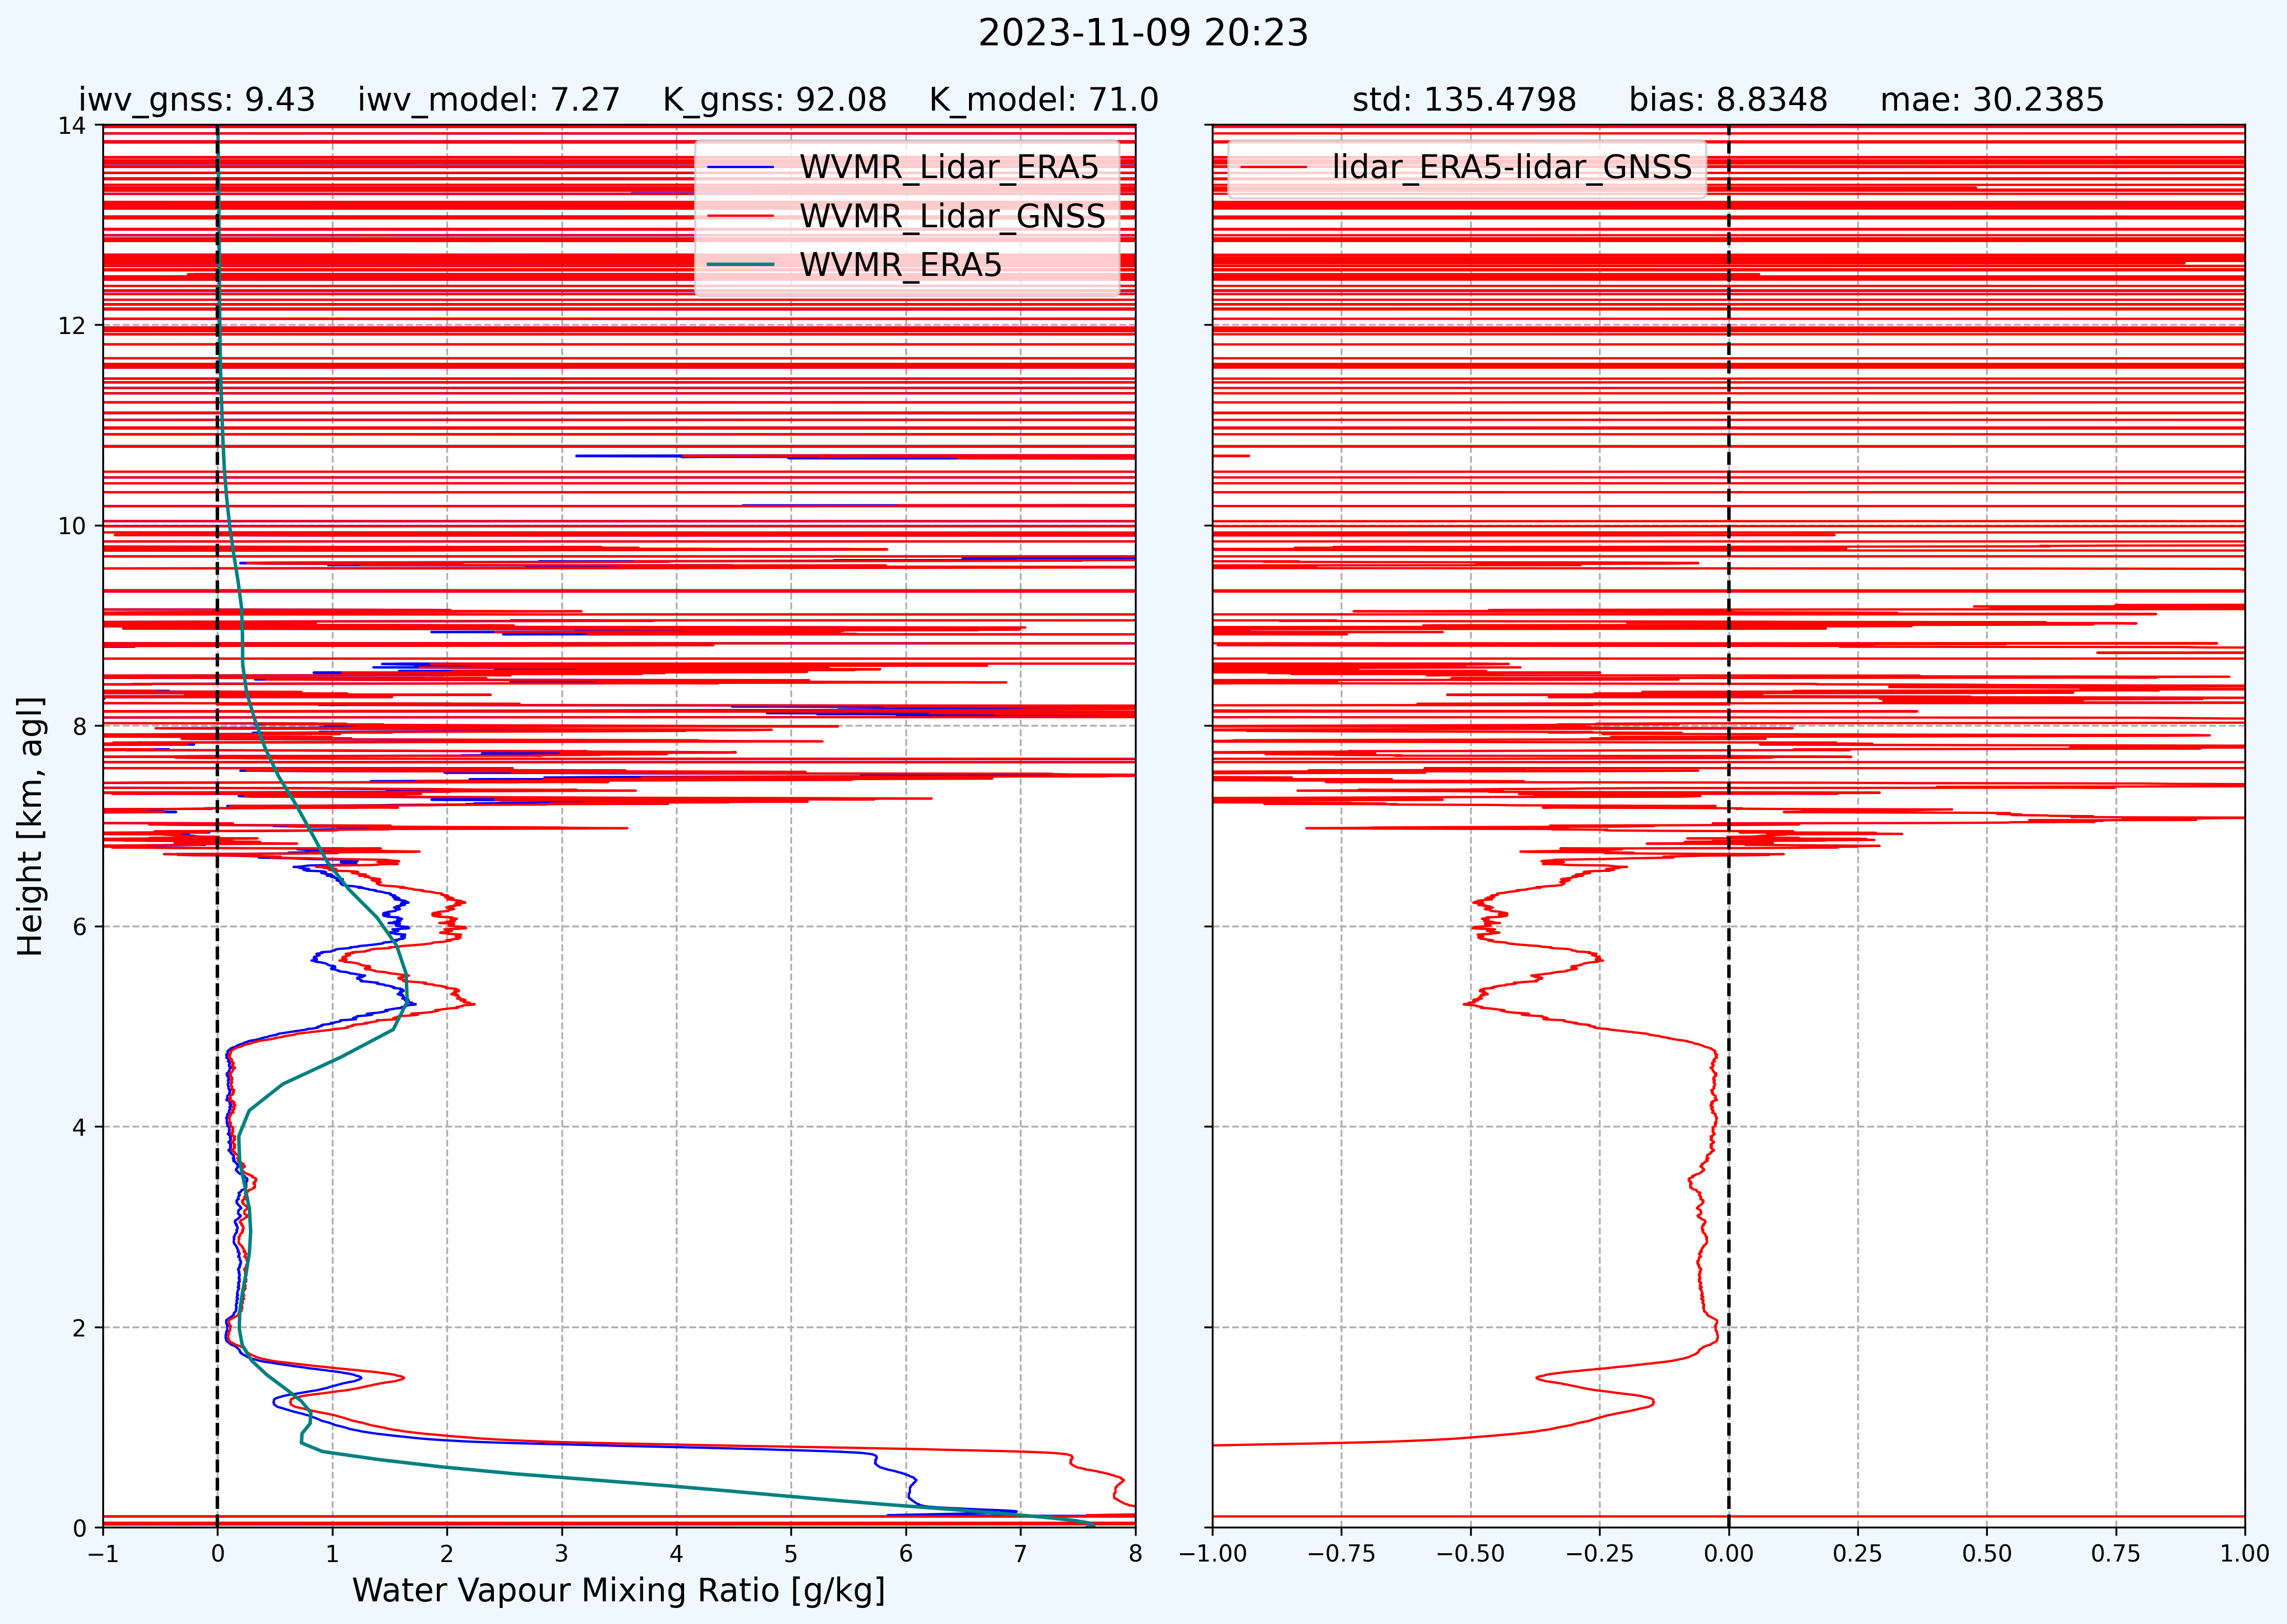 2023-11-09 20:23
iwv_gnss: 9.43 iwv_model: 7.27 K_gnss: 92.08 K_model: 71.0
std: 135.4798 bias: 8.8348 mae: 30.2385
WVMR_Lidar_ERA5
WVMR_Lidar_GNSS
WVMR_ERA5
lidar_ERA5-lidar_GNSS
Height [km, agl]
14
12
10
8
6
4
2
0
−1 0 1 2 3 4 5 6 7 8
Water Vapour Mixing Ratio [g/kg]
−1.00 −0.75 −0.50 −0.25 0.00 0.25 0.50 0.75 1.00